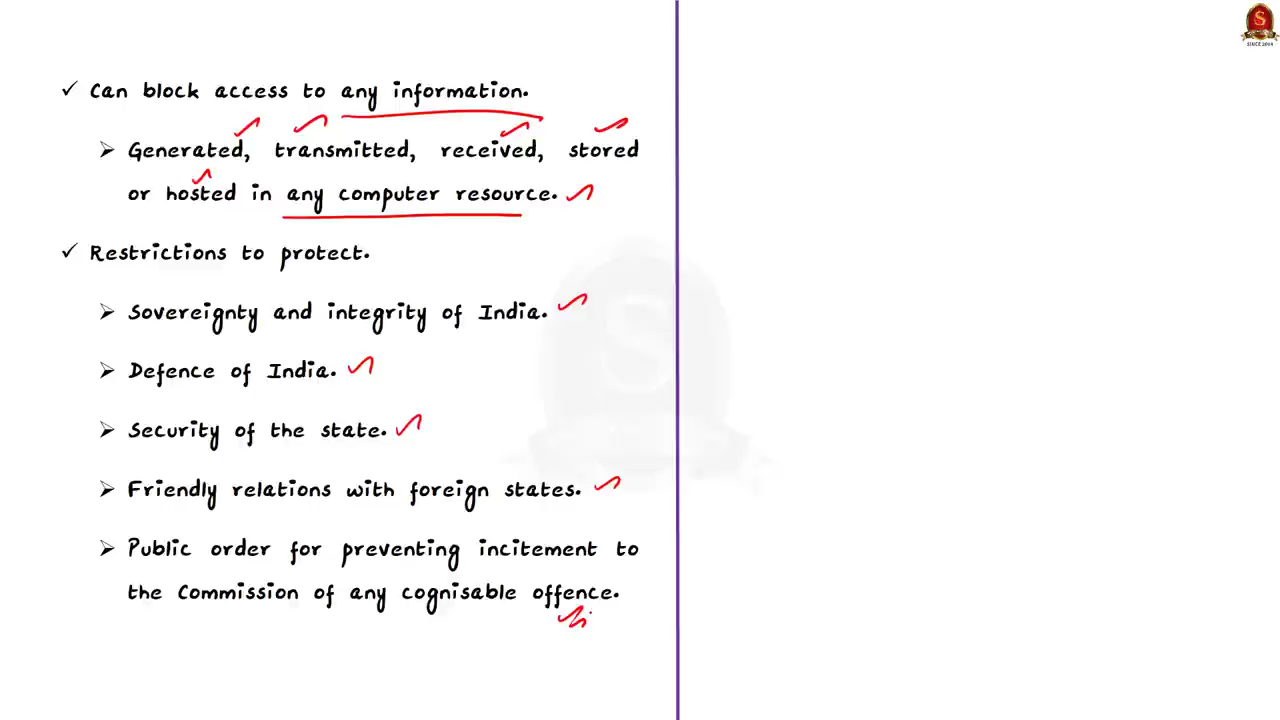 ✓ Can block access to any information.
➢ Generated, transmitted, received, stored
or hosted in any computer resource.
✓ Restrictions to protect.
➢ Sovereignty and integrity of India.
➢ Defence of India.
➢ Security of the state.
➢ Friendly relations with foreign states.
➢ Public order for preventing incitement to
the Commission of any cognisable offence.
S
SINCE 2004